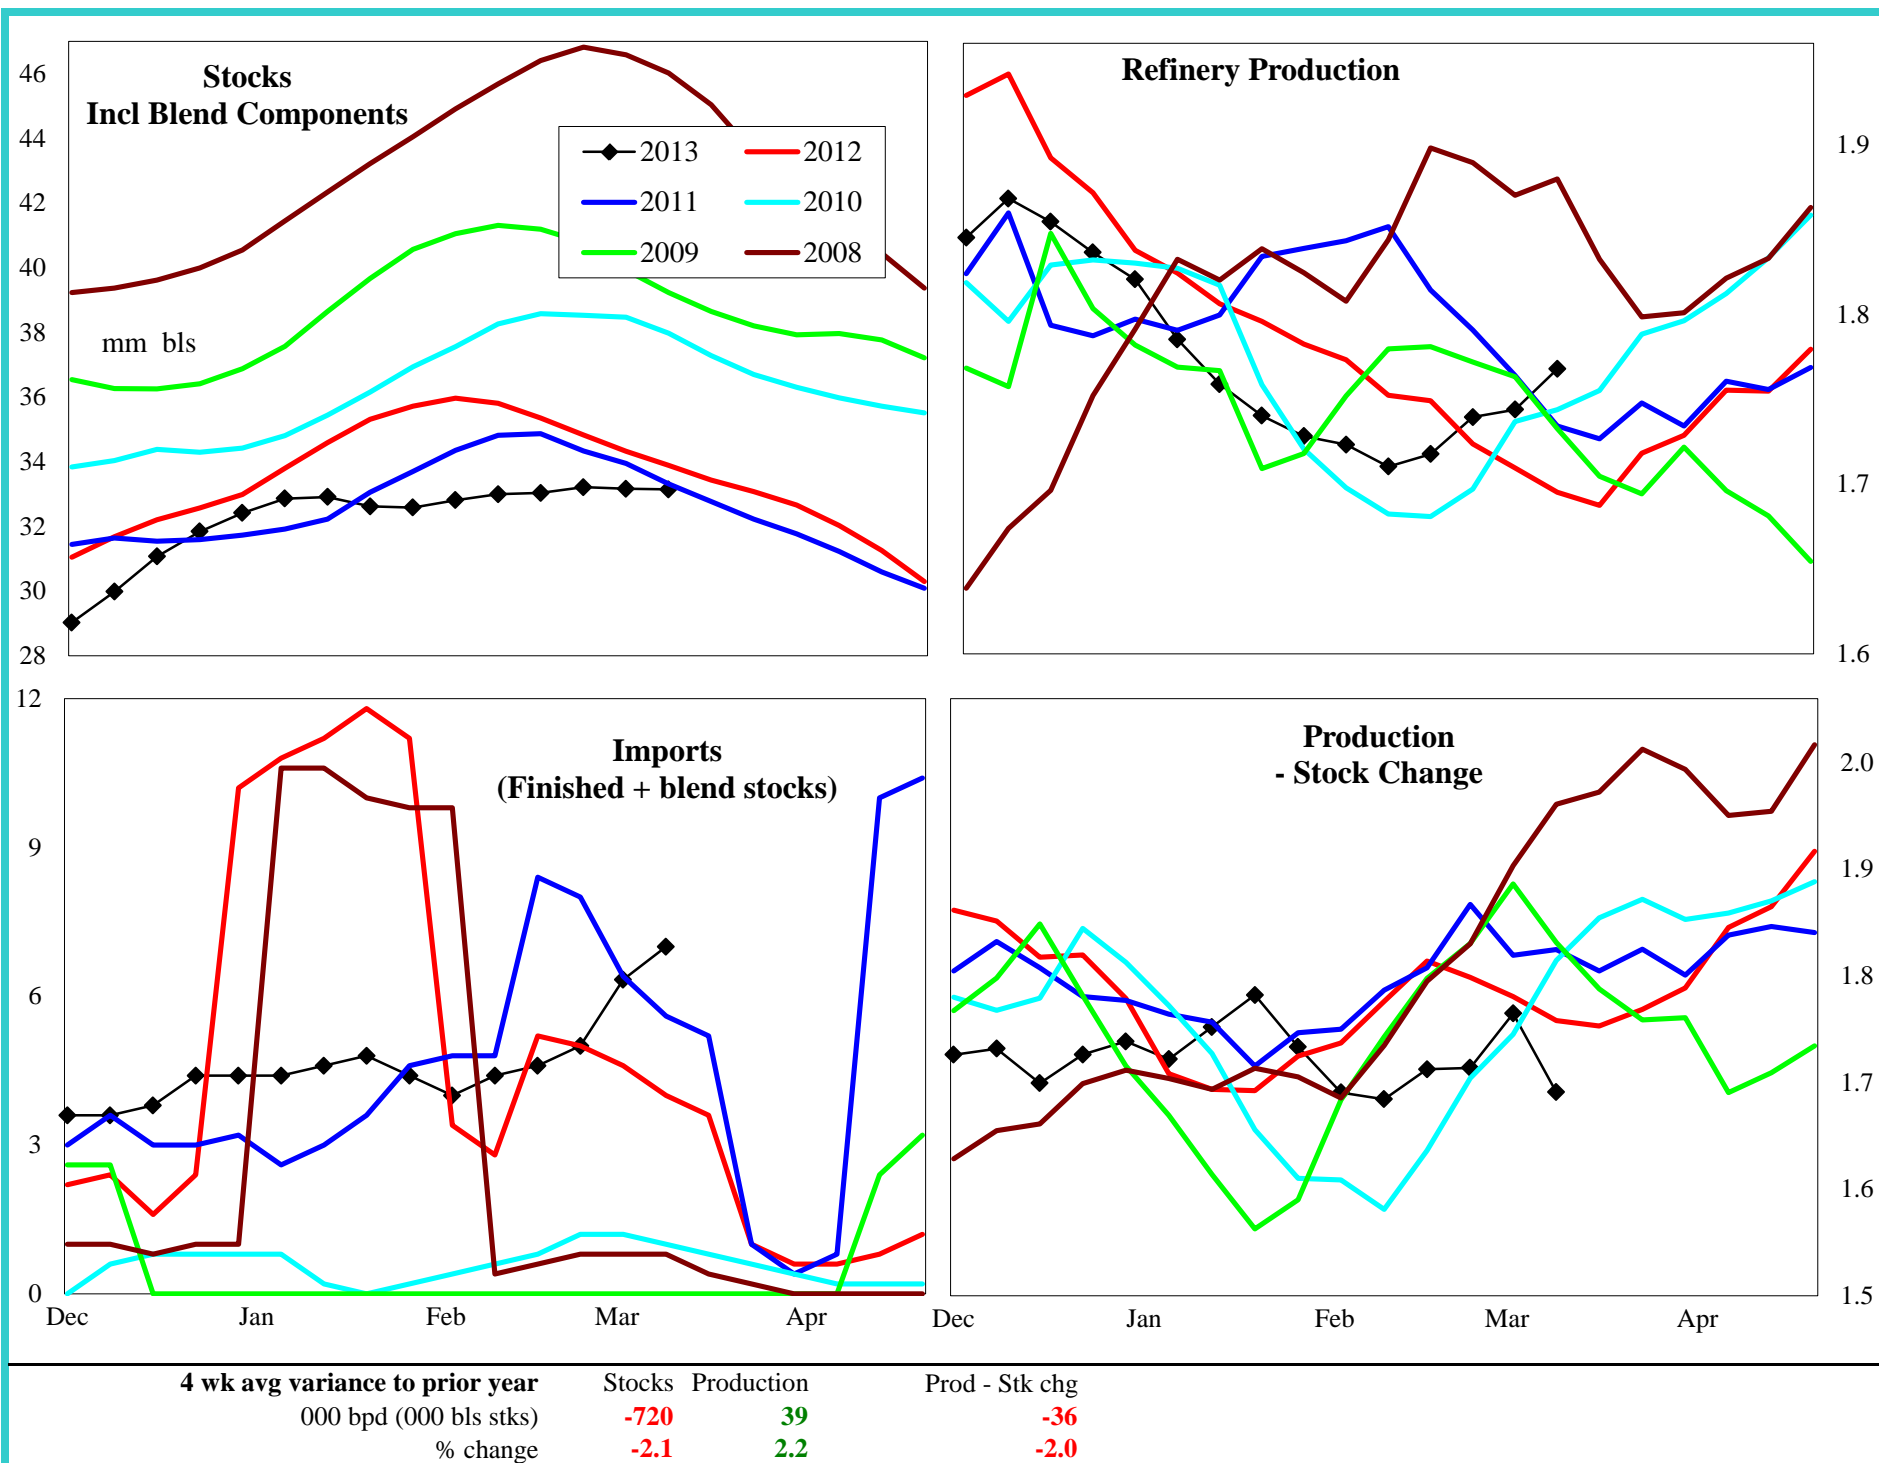 Stocks
Incl Blend Components
46
44
42
40
38
36
34
32
30
28
mm bls
2013 2012
2011 2010
2009 2008
Refinery Production
1.9
1.8
1.7
1.6
Imports
(Finished + blend stocks)
12
9
6
3
0
Dec Jan Feb Mar Apr
Production
- Stock Change
2.0
1.9
1.8
1.7
1.6
1.5
Dec Jan Feb Mar Apr
4 wk avg variance to prior year Stocks Production Prod - Stk chg
000 bpd (000 bls stks) -720 39 -36
% change -2.1 2.2 -2.0